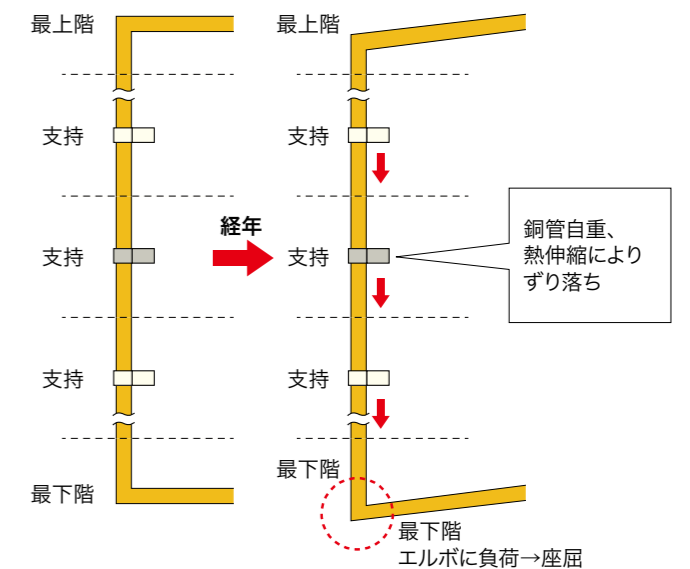 最上階
支持
支持
支持
最下階
経年
最上階
支持
支持
支持
最下階
銅管自重、
熱伸縮により
ずり落ち
最下階
エルボに負荷→座屈